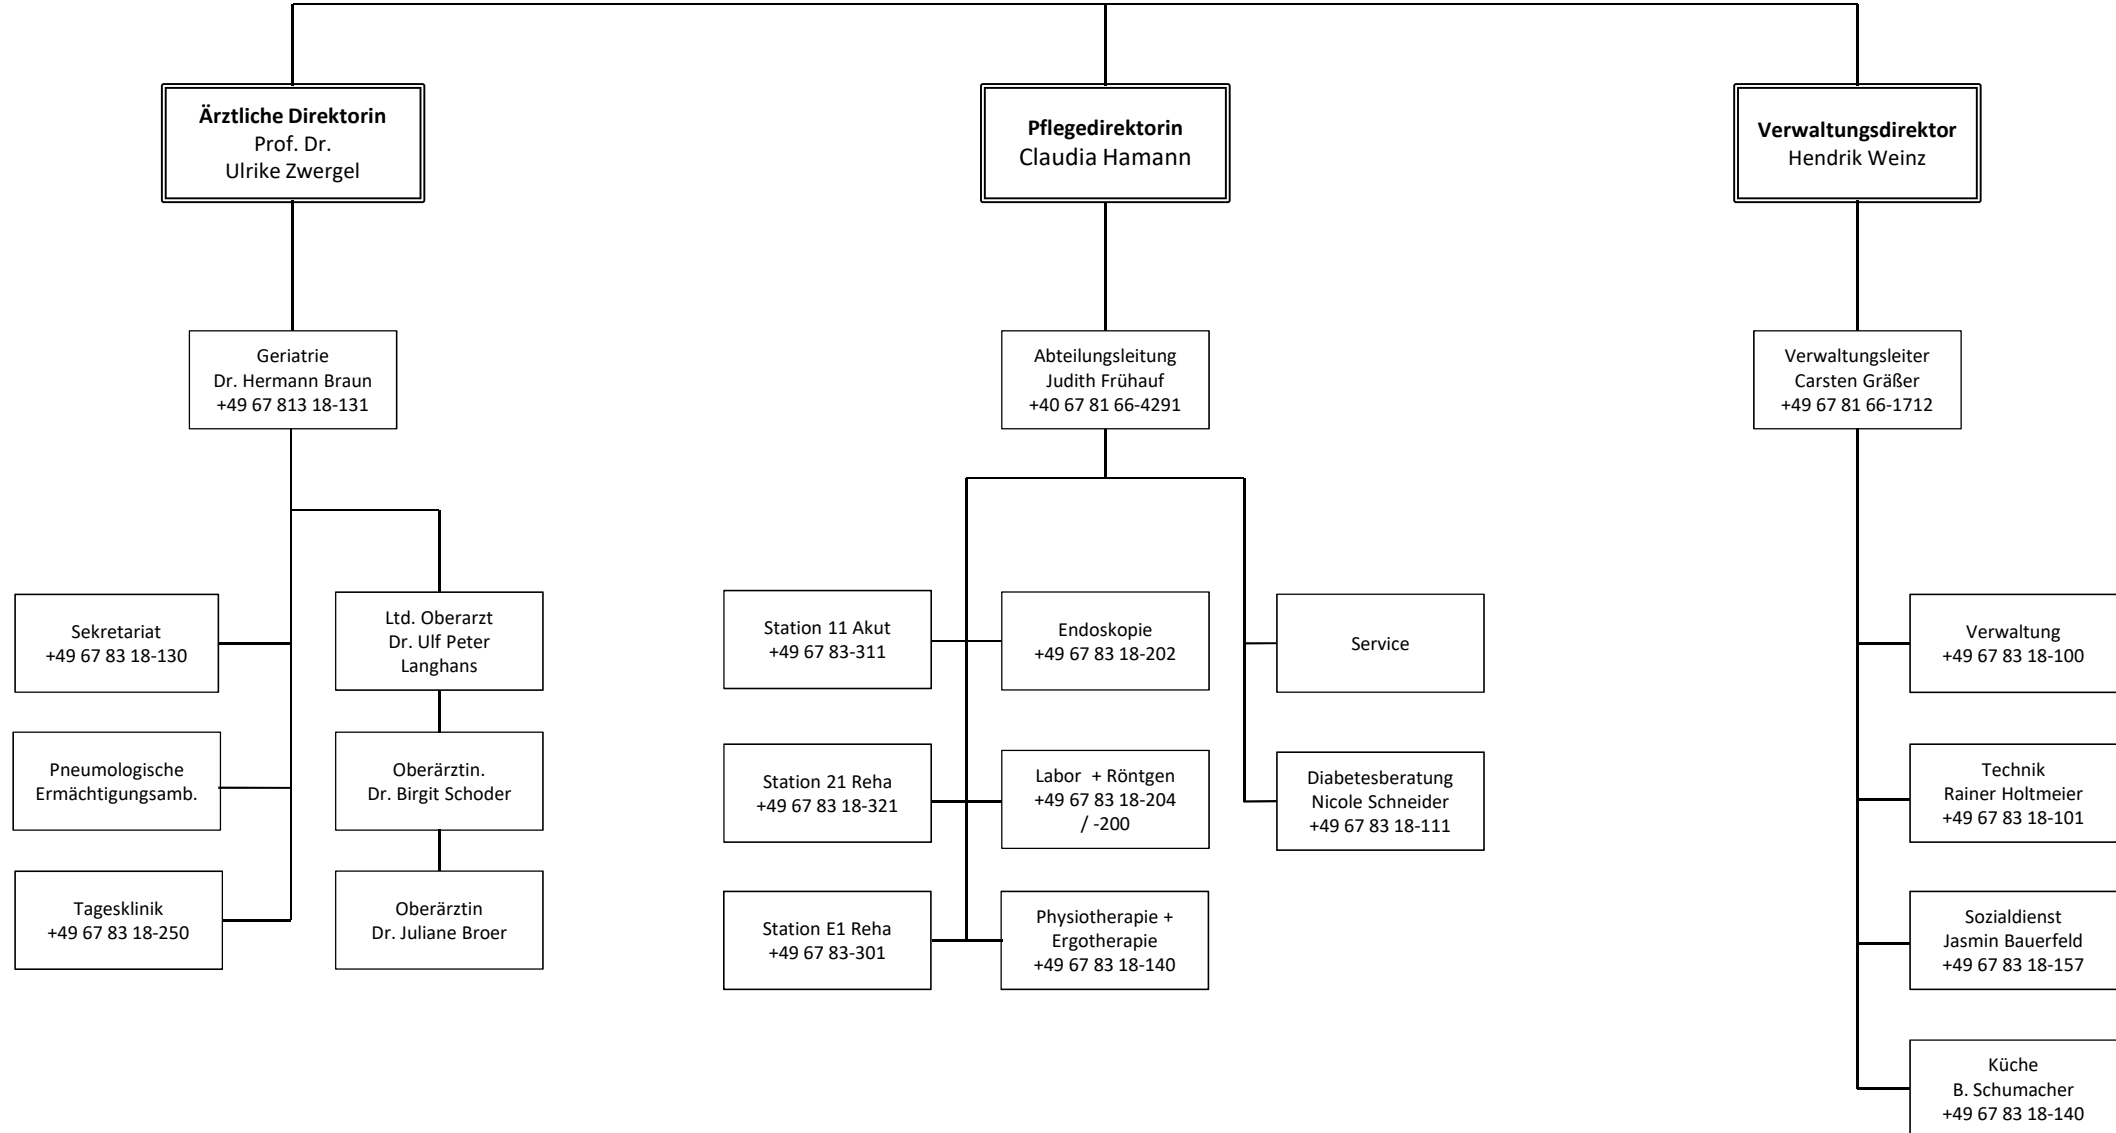 Ärztliche Direktorin
Prof. Dr.
Ulrike Zwergel
Pflegedirektorin
Claudia Hamann
Verwaltungsdirektor
Hendrik Weinz
Geriatrie
Dr. Hermann Braun
+49 67 813 18-131
Abteilungsleitung
Judith Frühauf
+40 67 81 66-4291
Verwaltungsleiter
Carsten Gräßer
+49 67 81 66-1712
Sekretariat
+49 67 83 18-130
Ltd. Oberarzt
Dr. Ulf Peter
Langhans
Station 11 Akut
+49 67 83-311
Endoskopie
+49 67 83 18-202
Service
Verwaltung
+49 67 83 18-100
Pneumologische
Ermächtigungsamb.
Oberärztin.
Dr. Birgit Schoder
Station 21 Reha
+49 67 83 18-321
Labor + Röntgen
+49 67 83 18-204
/ -200
Diabetesberatung
Nicole Schneider
+49 67 83 18-111
Technik
Rainer Holtmeier
+49 67 83 18-101
Tagesklinik
+49 67 83 18-250
Oberärztin
Dr. Juliane Broer
Station E1 Reha
+49 67 83-301
Physiotherapie +
Ergotherapie
+49 67 83 18-140
Sozialdienst
Jasmin Bauerfeld
+49 67 83 18-157
Küche
B. Schumacher
+49 67 83 18-140